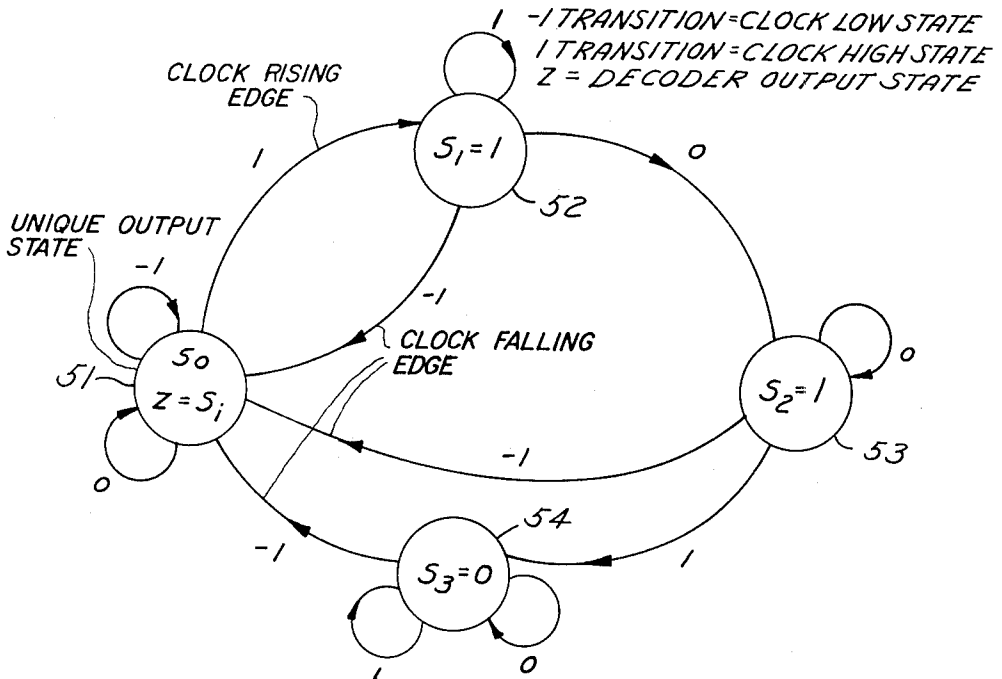 1 -1 TRANSITION=CLOCK LOW STATE
1 TRANSITION=CLOCK HIGH STATE
Z = DECODER OUTPUT STATE
CLOCK RISING
EDGE
1
S1=1
0
52
UNIQUE OUTPUT
STATE
-1
-1
CLOCK FALLING
EDGE
0
51
S0
Z=Si
S2=1
53
-1
0
54
-1
1
S3=0
1
0